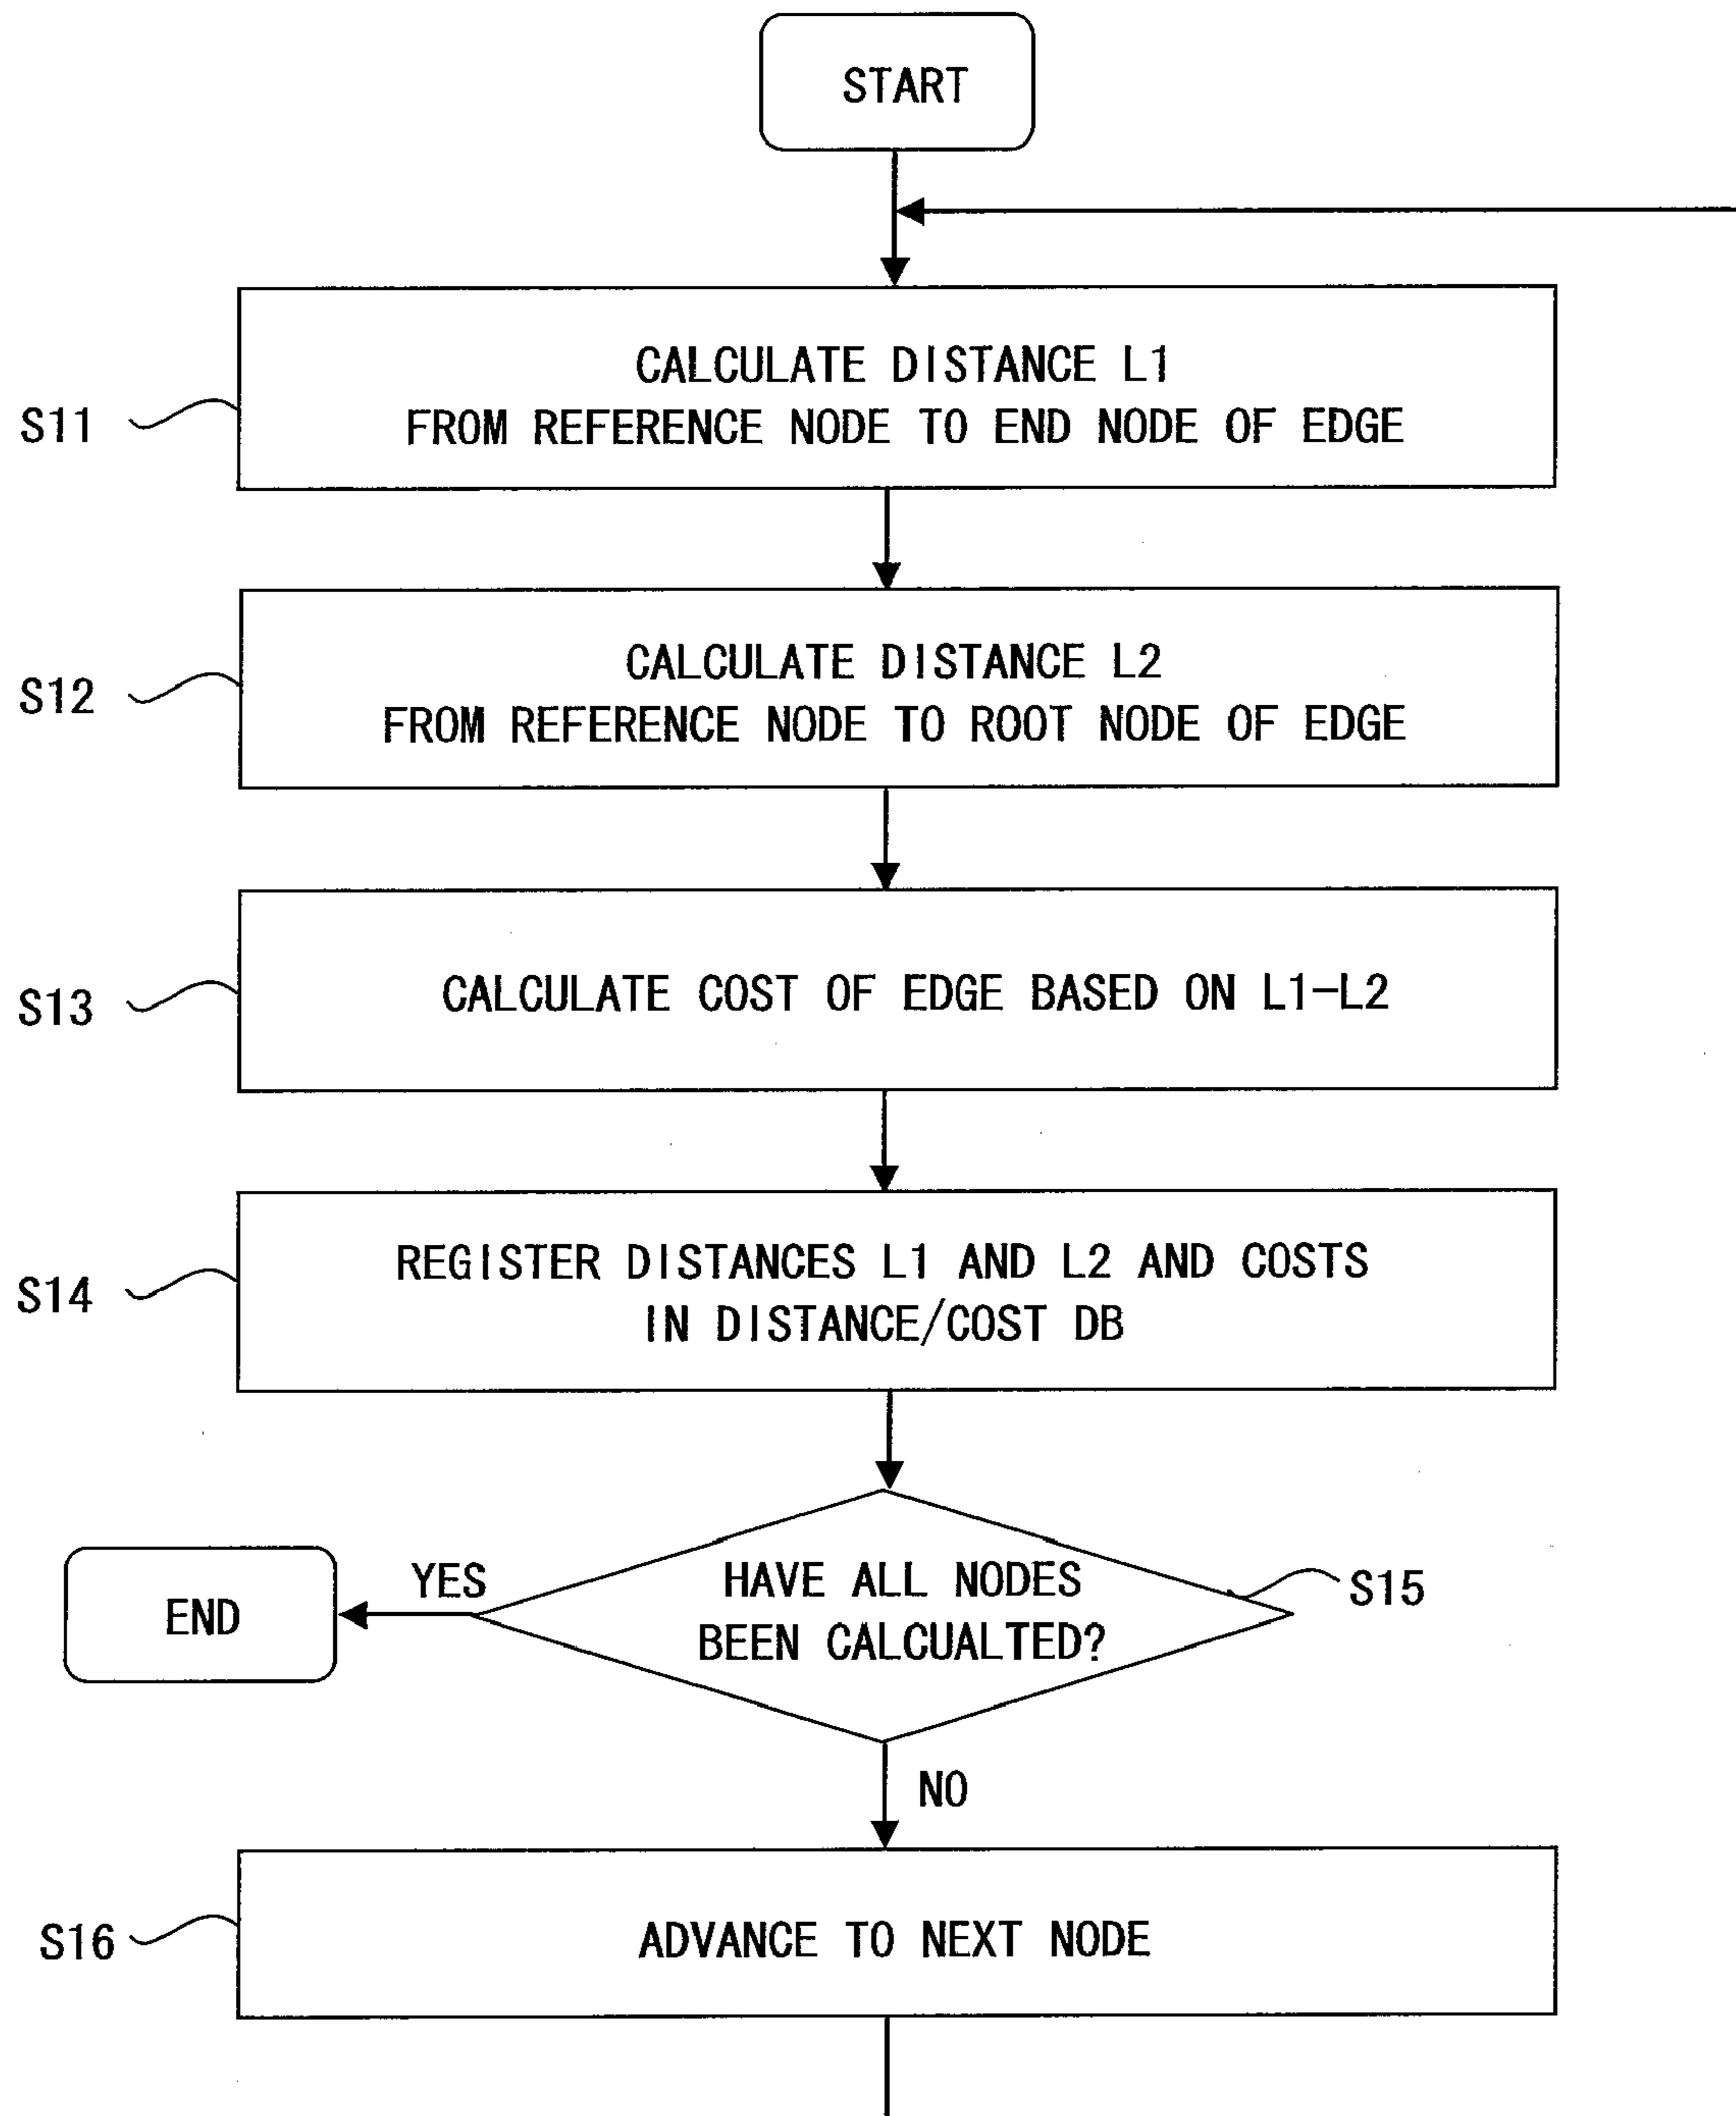 START
CALCULATE DISTANCE L1
FROM REFERENCE NODE TO END NODE OF EDGE
S11
CALCULATE DISTANCE L2
FROM REFERENCE NODE TO ROOT NODE OF EDGE
S12
CALCULATE COST OF EDGE BASED ON L1-L2
S13
REGISTER DISTANCES L1 AND L2 AND COSTS
IN DISTANCE/COST DB
S14
HAVE ALL NODES
BEEN CALCUALTED?
S15
YES
END
NO
ADVANCE TO NEXT NODE
S16